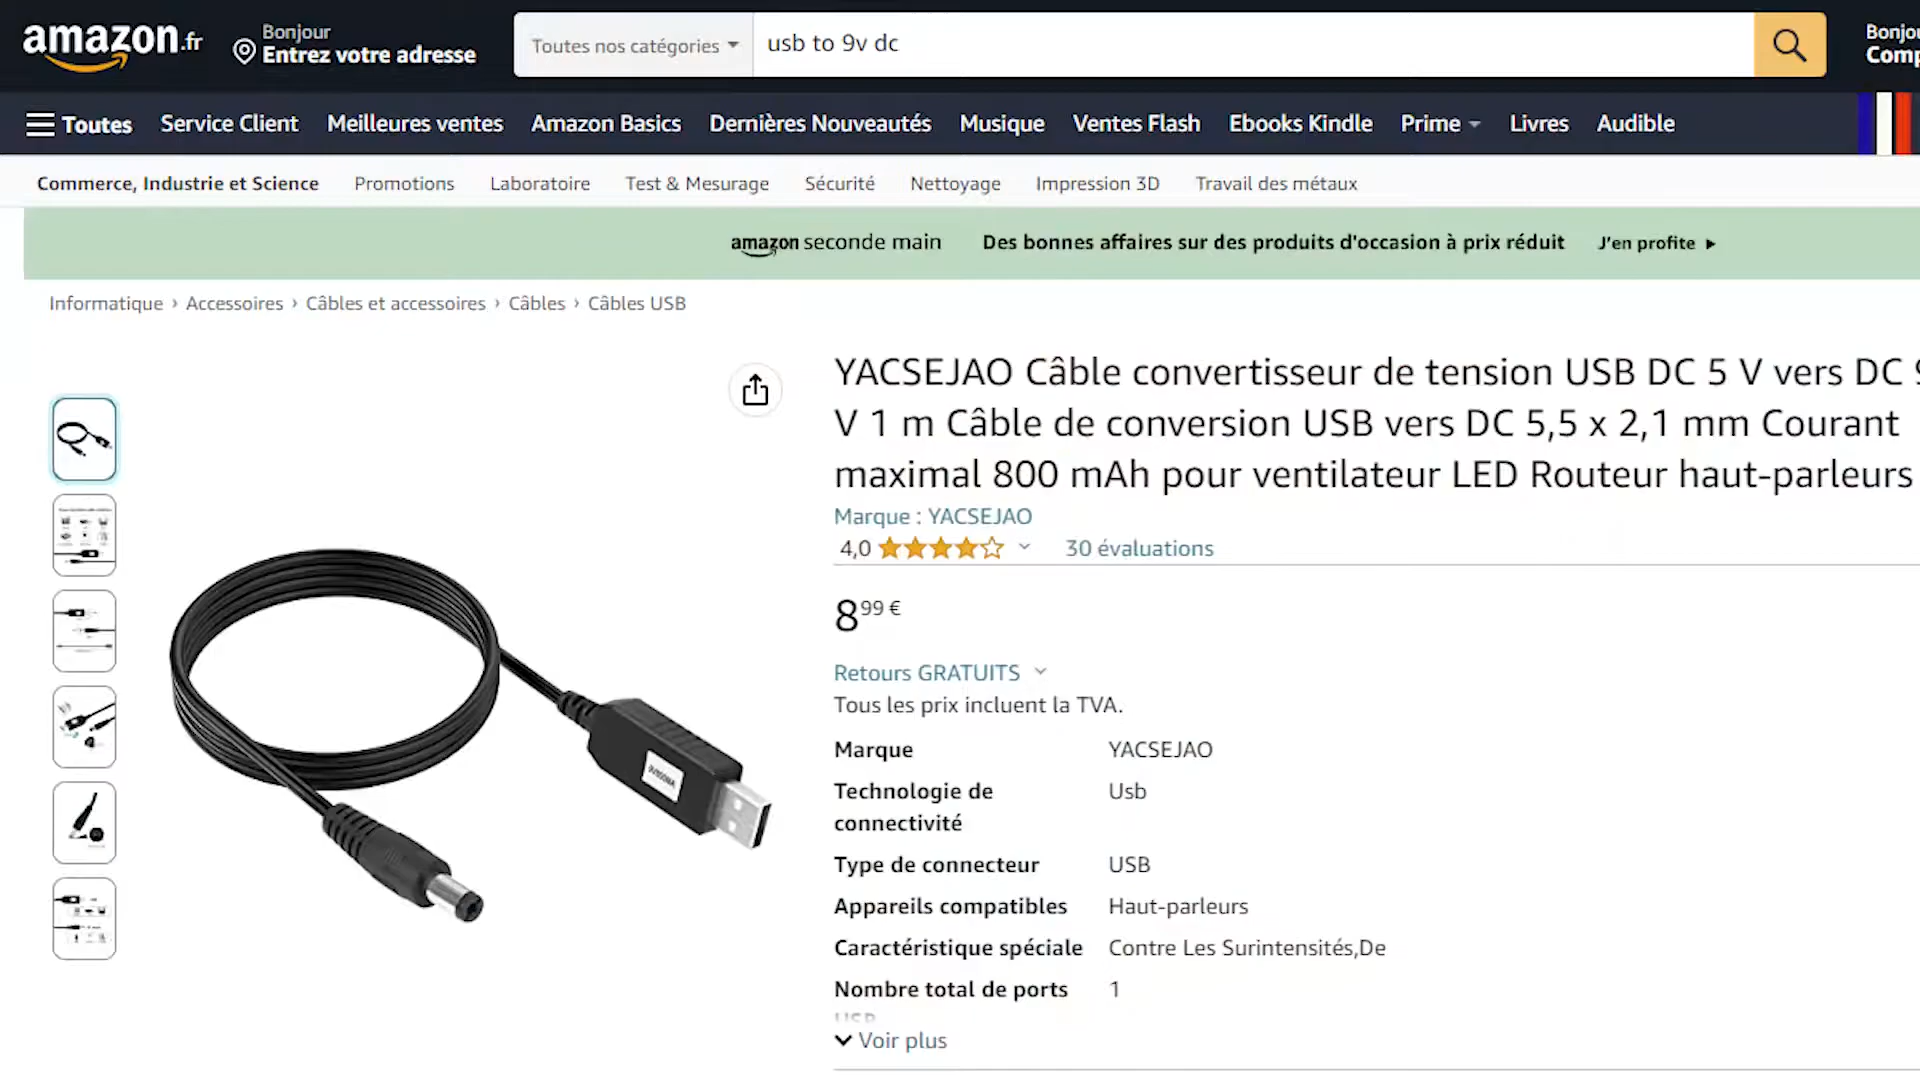 amazon.fr
Bonjour
Entrez votre adresse
Toutes nos catégories
usb to 9v dc
Bonjou
Comp
Toutes
Service Client
Meilleures ventes
Amazon Basics
Dernières Nouveautés
Musique
Ventes Flash
Ebooks Kindle
Prime
Livres
Audible
Commerce, Industrie et Science
Promotions
Laboratoire
Test & Mesurage
Sécurité
Nettoyage
Impression 3D
Travail des métaux
amazon seconde main
Des bonnes affaires sur des produits d'occasion à prix réduit
J'en profite
Informatique › Accessoires › Câbles et accessoires › Câbles › Câbles USB
YACSEJAO Câble convertisseur de tension USB DC 5 V vers DC 9
V 1 m Câble de conversion USB vers DC 5,5 x 2,1 mm Courant
maximal 800 mAh pour ventilateur LED Routeur haut-parleurs
Marque : YACSEJAO
4,0
30 évaluations
8 99 €
Retours GRATUITS
Tous les prix incluent la TVA.
Marque YACSEJAO
Technologie de Usb
connectivité
Type de connecteur USB
Appareils compatibles Haut-parleurs
Caractéristique spéciale Contre Les Surintensités,De
Nombre total de ports 1
USB
Voir plus